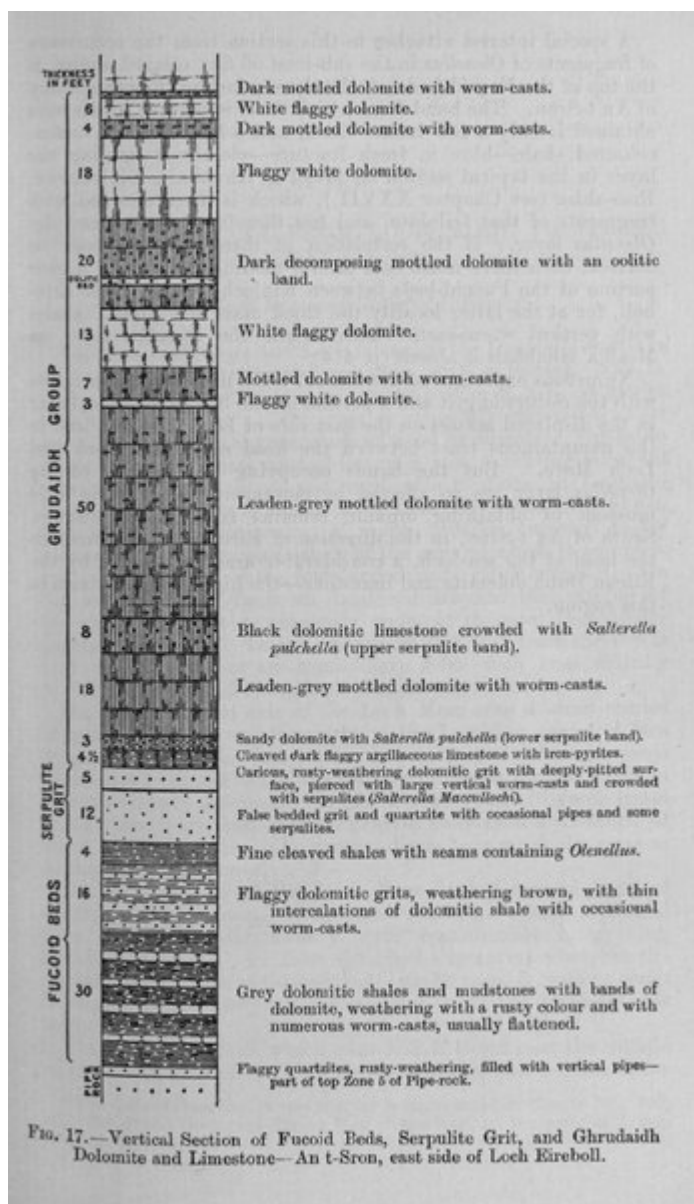 THICKNESS
IN FEET
1
Dark mottled dolomite with worm-casts.
6
White flaggy dolomite.
4
Dark mottled dolomite with worm-casts.
18
Flaggy white dolomite.
20
Dark decomposing mottled dolomite with an oolitic
band.
OOLITIC
BED
13
White flaggy dolomite.
7
Mottled dolomite with worm-casts.
3
Flaggy white dolomite.
GRUDAIDH GROUP
50
Leaden-grey mottled dolomite with worm-casts.
8
Black dolomitic limestone crowded with Salterella
pulchella (upper serpulite band).
18
Leaden-grey mottled dolomite with worm-casts.
3
Sandy dolomite with Salterella pulchella (lower serpulite band).
4½
Cleaved dark flaggy argillaceous limestone with iron-pyrites.
SERPULITE
GRIT
5
Carious, rusty-weathering dolomitic grit with deeply-pitted sur-
face, pierced with large vertical worm-casts and crowded
with serpulites (Salterella Maccullochi).
12
False bedded grit and quartzite with occasional pipes and some
serpulites.
FUCOID BEDS
4
Fine cleaved shales with seams containing Olenellus.
16
Flaggy dolomitic grits, weathering brown, with thin
intercalations of dolomitic shale with occasional
worm-casts.
30
Grey dolomitic shales and mudstones with bands of
dolomite, weathering with a rusty colour and with
numerous worm-casts, usually flattened.
PIPE
ROCK
Flaggy quartzites, rusty-weathering, filled with vertical pipes—
part of top Zone 5 of Pipe-rock.
FIG. 17.—Vertical Section of Fucoid Beds, Serpulite Grit, and Ghrudaidh
Dolomite and Limestone—An t-Sron, east side of Loch Eireboll.